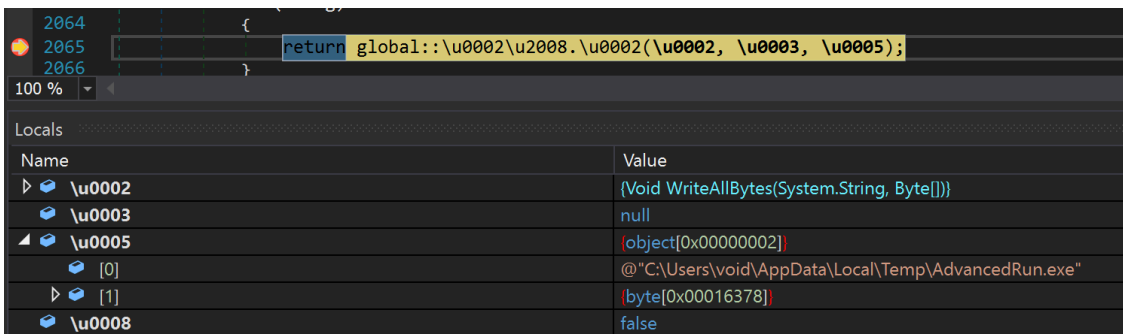 2064 {
2065 return global::\u0002\u2008.\u0002(\u0002, \u0003, \u0005);
2066 }
100 %
Locals
Name Value
\u0002 {Void WriteAllBytes(System.String, Byte[])}
\u0003 null
\u0005 {object[0x00000002]}
[0] @"C:\Users\void\AppData\Local\Temp\AdvancedRun.exe"
[1] {byte[0x00016378]}
\u0008 false